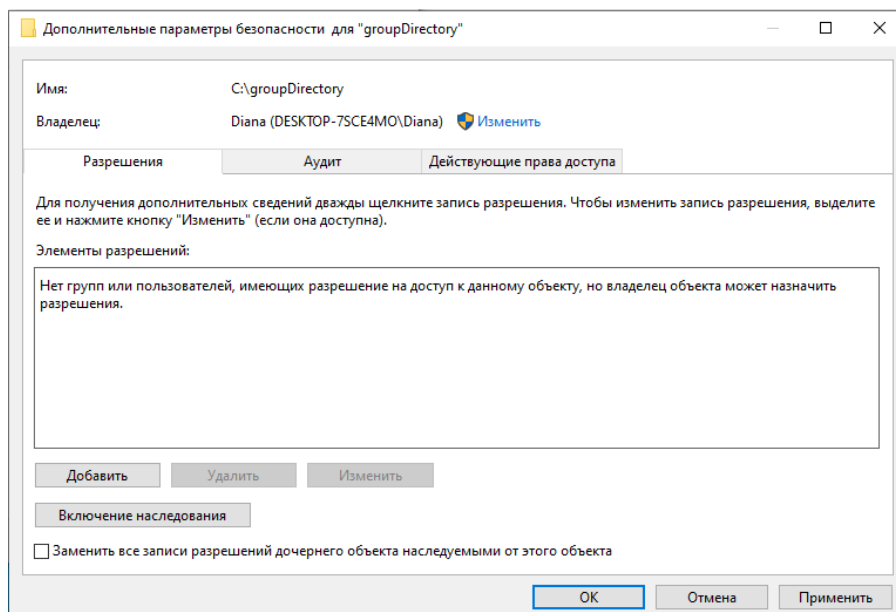 Дополнительные параметры безопасности для "groupDirectory"
Имя: C:\groupDirectory
Владелец: Diana (DESKTOP-7SCE4MO\Diana) Изменить
Разрешения Аудит Действующие права доступа
Для получения дополнительных сведений дважды щелкните запись разрешения. Чтобы изменить запись разрешения, выделите
ее и нажмите кнопку "Изменить" (если она доступна).
Элементы разрешений:
Нет групп или пользователей, имеющих разрешение на доступ к данному объекту, но владелец объекта может назначить
разрешения.
Добавить Удалить Изменить
Включение наследования
Заменить все записи разрешений дочернего объекта наследуемыми от этого объекта
OK Отмена Применить